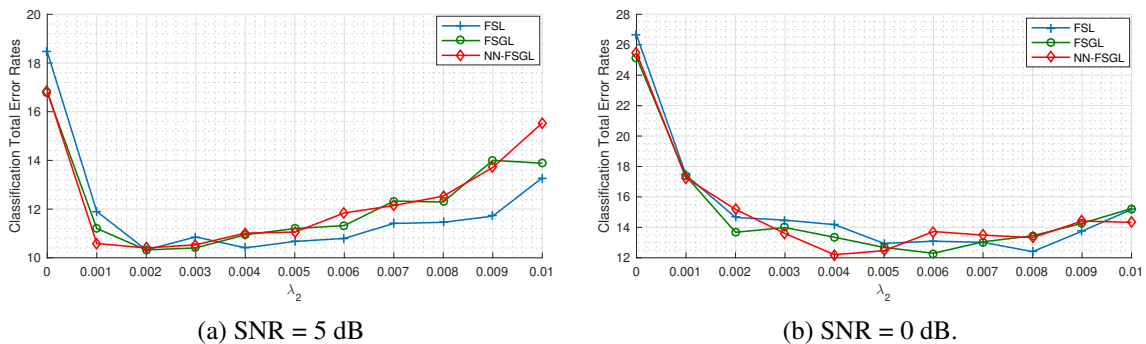 20
18
16
14
12
10
Classification Total Error Rates
FSL
FSGL
NN-FSGL
0 0.001 0.002 0.003 0.004 0.005 0.006 0.007 0.008 0.009 0.01
λ2
(a) SNR = 5 dB
28
26
24
22
20
18
16
14
12
Classification Total Error Rates
FSL
FSGL
NN-FSGL
0 0.001 0.002 0.003 0.004 0.005 0.006 0.007 0.008 0.009 0.01
λ2
(b) SNR = 0 dB.